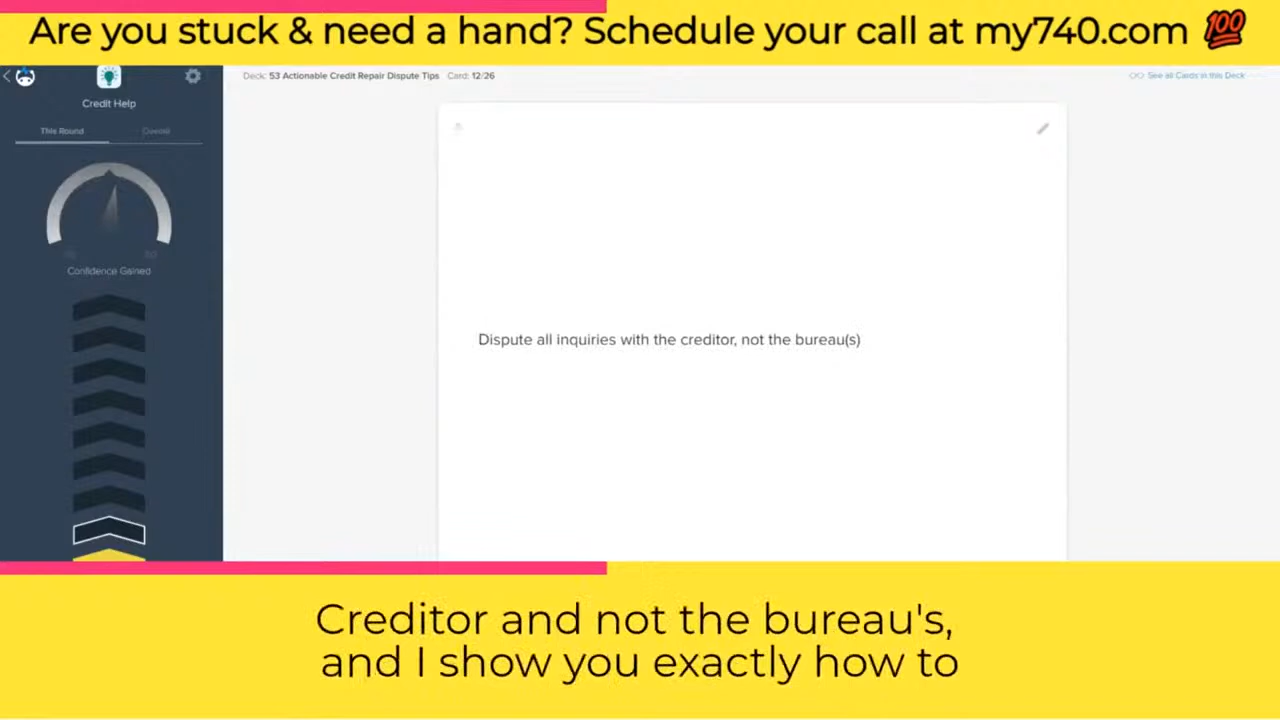 Are you stuck & need a hand? Schedule your call at my740.com 💯
Deck: 53 Actionable Credit Repair Dispute Tips Card: 12/26
See all Cards in this Deck
Credit Help
This Round Overall
Confidence Gained
Dispute all inquiries with the creditor, not the bureau(s)
Creditor and not the bureau's,
and I show you exactly how to